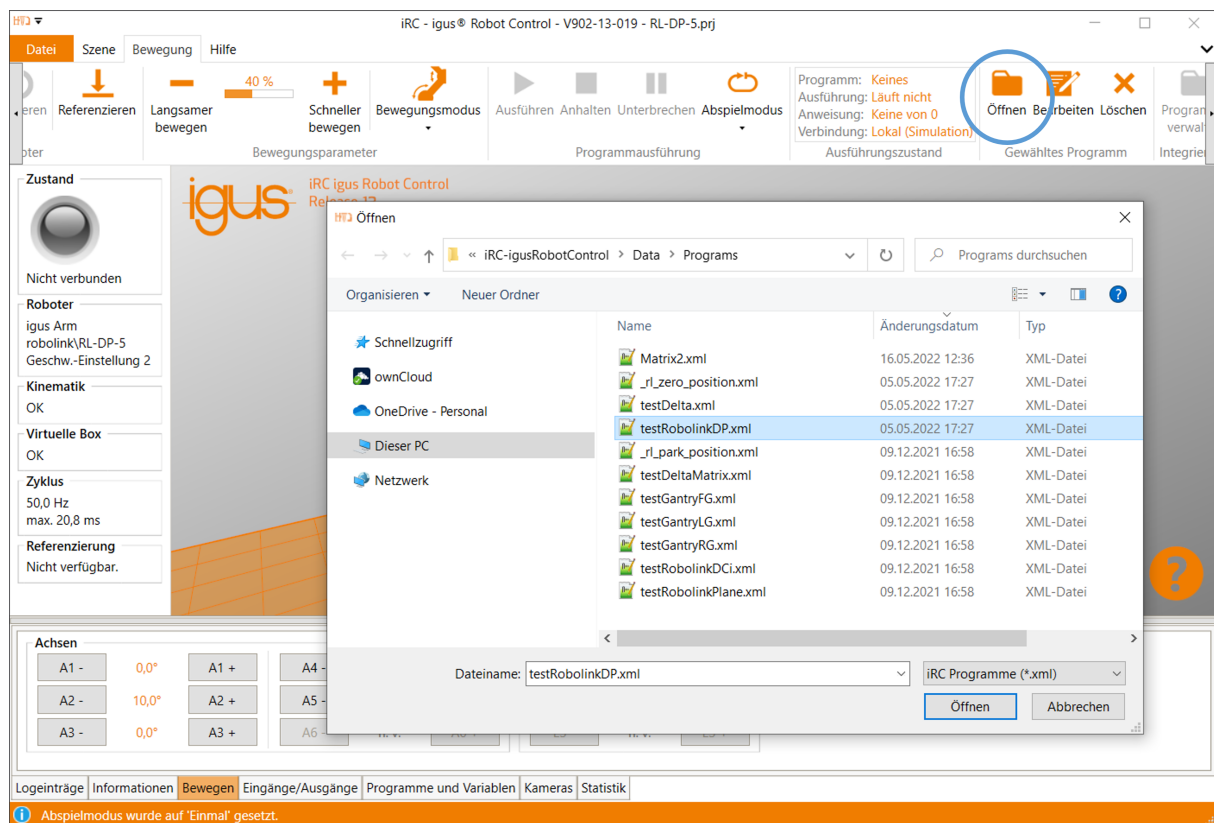 iRC - igus® Robot Control - V902-13-019 - RL-DP-5.prj
Datei Szene Bewegung Hilfe
40 %
Referenzieren Langsamer bewegen Schneller bewegen Bewegungsmodus Ausführen Anhalten Unterbrechen Abspielmodus
Programm: Keines
Ausführung: Läuft nicht
Anweisung: Keine von 0
Verbindung: Lokal (Simulation)
Öffnen Bearbeiten Löschen
Bewegungsparameter Programmausführung Ausführungszustand Gewähltes Programm
Zustand
Nicht verbunden
Roboter
igus Arm
robolink\RL-DP-5
Geschw.-Einstellung 2
Kinematik
OK
Virtuelle Box
OK
Zyklus
50,0 Hz
max. 20,8 ms
Referenzierung
Nicht verfügbar.
igus®
iRC igus Robot Control
Öffnen
« iRC-igusRobotControl > Data > Programs
Programs durchsuchen
Organisieren Neuer Ordner
?
Schnellzugriff
ownCloud
OneDrive - Personal
Dieser PC
Netzwerk
Name Änderungsdatum Typ
Matrix2.xml 16.05.2022 12:36 XML-Datei
_rl_zero_position.xml 05.05.2022 17:27 XML-Datei
testDelta.xml 05.05.2022 17:27 XML-Datei
testRobolinkDP.xml 05.05.2022 17:27 XML-Datei
_rl_park_position.xml 09.12.2021 16:58 XML-Datei
testDeltaMatrix.xml 09.12.2021 16:58 XML-Datei
testGantryFG.xml 09.12.2021 16:58 XML-Datei
testGantryLG.xml 09.12.2021 16:58 XML-Datei
testGantryRG.xml 09.12.2021 16:58 XML-Datei
testRobolinkDCi.xml 09.12.2021 16:58 XML-Datei
testRobolinkPlane.xml 09.12.2021 16:58 XML-Datei
Dateiname: testRobolinkDP.xml iRC Programme (*.xml)
Öffnen Abbrechen
?
Achsen
A1 - 0,0° A1 + A4 -
A2 - 10,0° A2 + A5 -
A3 - 0,0° A3 + A6 -
Logeinträge Informationen Bewegen Eingänge/Ausgänge Programme und Variablen Kameras Statistik
Abspielmodus wurde auf 'Einmal' gesetzt.